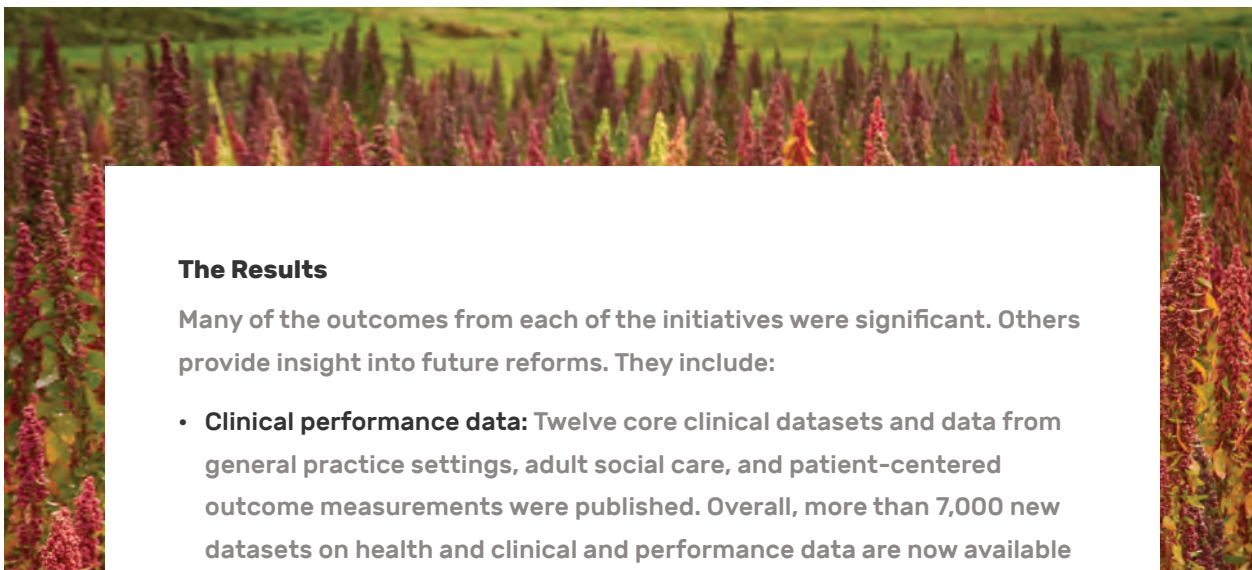 The Results
Many of the outcomes from each of the initiatives were significant. Others
provide insight into future reforms. They include:
• Clinical performance data: Twelve core clinical datasets and data from
general practice settings, adult social care, and patient-centered
outcome measurements were published. Overall, more than 7,000 new
datasets on health and clinical and performance data are now available